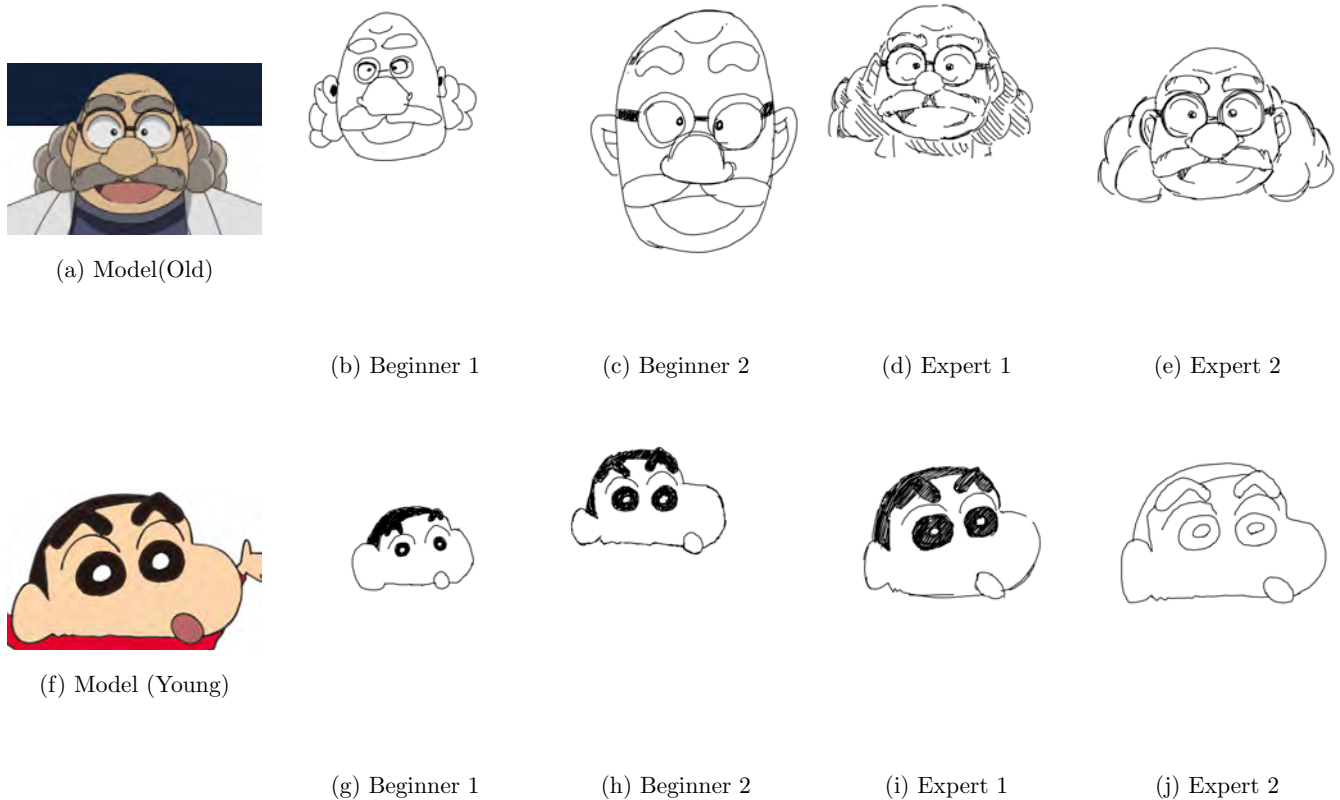 (a) Model(Old)
(b) Beginner 1
(c) Beginner 2
(d) Expert 1
(e) Expert 2
(f) Model (Young)
(g) Beginner 1
(h) Beginner 2
(i) Expert 1
(j) Expert 2